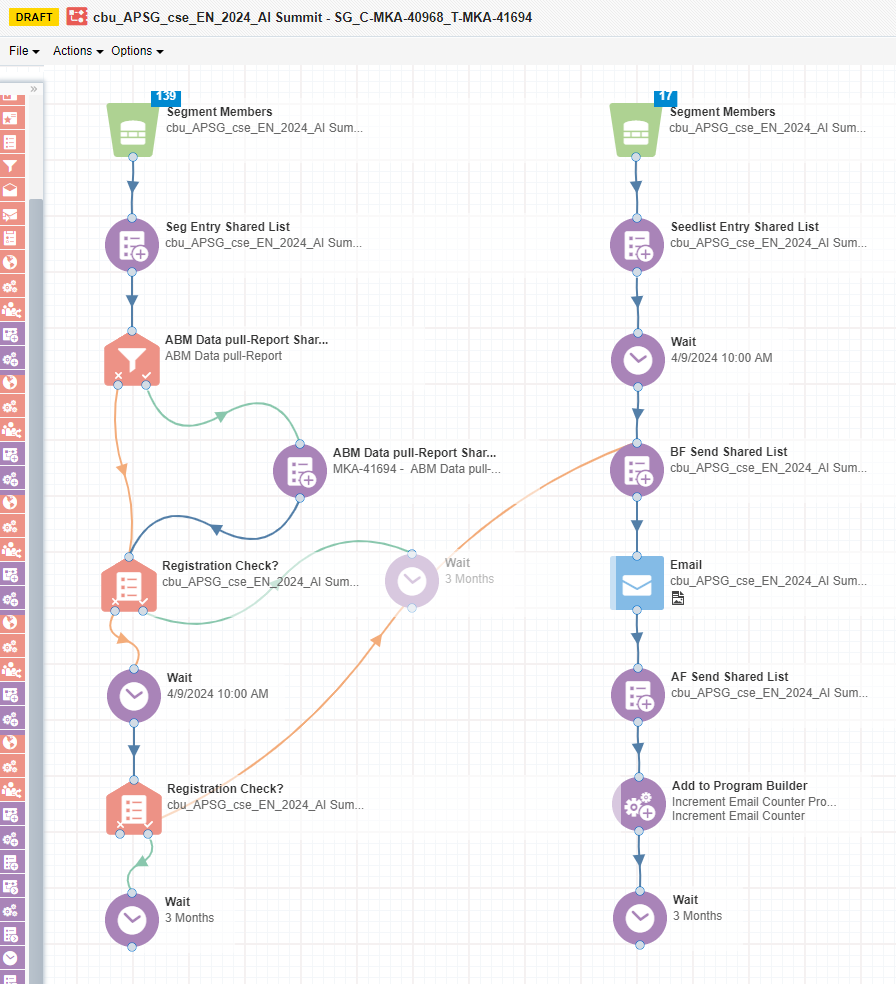 DRAFT cbu_APSG_cse_EN_2024_AI Summit - SG_C-MKA-40968_T-MKA-41694
File Actions Options
»
139
Segment Members
cbu_APSG_cse_EN_2024_AI Sum...
Seg Entry Shared List
cbu_APSG_cse_EN_2024_AI Sum...
ABM Data pull-Report Shar...
ABM Data pull-Report
ABM Data pull-Report Shar...
MKA-41694 - ABM Data pull-...
Registration Check?
cbu_APSG_cse_EN_2024_AI Sum...
Wait
3 Months
Wait
4/9/2024 10:00 AM
Registration Check?
cbu_APSG_cse_EN_2024_AI Sum...
Wait
3 Months
17
Segment Members
cbu_APSG_cse_EN_2024_AI Sum...
Seedlist Entry Shared List
cbu_APSG_cse_EN_2024_AI Sum...
Wait
4/9/2024 10:00 AM
BF Send Shared List
cbu_APSG_cse_EN_2024_AI Sum...
Email
cbu_APSG_cse_EN_2024_AI Sum...
AF Send Shared List
cbu_APSG_cse_EN_2024_AI Sum...
Add to Program Builder
Increment Email Counter Pro...
Increment Email Counter
Wait
3 Months